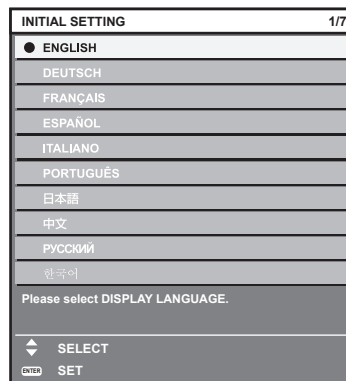 INITIAL SETTING 1/7
ENGLISH
DEUTSCH
FRANÇAIS
ESPAÑOL
ITALIANO
PORTUGUÊS
日本語
中文
РУССКИЙ
한국어
Please select DISPLAY LANGUAGE.
SELECT
ENTER SET